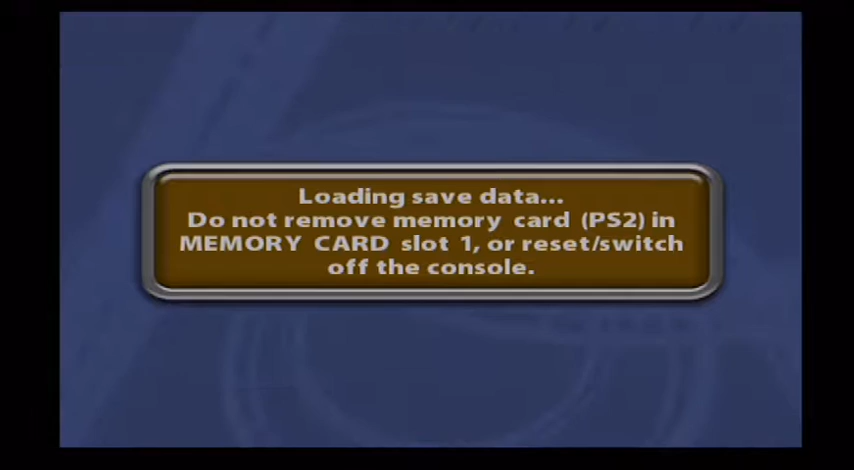 Loading save data...
Do not remove memory card (PS2) in
MEMORY CARD slot 1, or reset/switch
off the console.